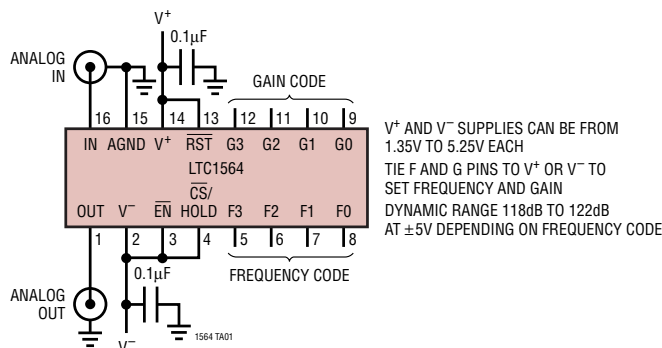 V+
0.1µF
ANALOG
IN
GAIN CODE
16 15 14 13 12 11 10 9
IN AGND V+ RST G3 G2 G1 G0
LTC1564
CS/
OUT V− EN HOLD F3 F2 F1 F0
1 2 3 4 5 6 7 8
0.1µF
FREQUENCY CODE
ANALOG
OUT
V−
1564 TA01
V+ AND V− SUPPLIES CAN BE FROM
1.35V TO 5.25V EACH
TIE F AND G PINS TO V+ OR V− TO
SET FREQUENCY AND GAIN
DYNAMIC RANGE 118dB TO 122dB
AT ±5V DEPENDING ON FREQUENCY CODE